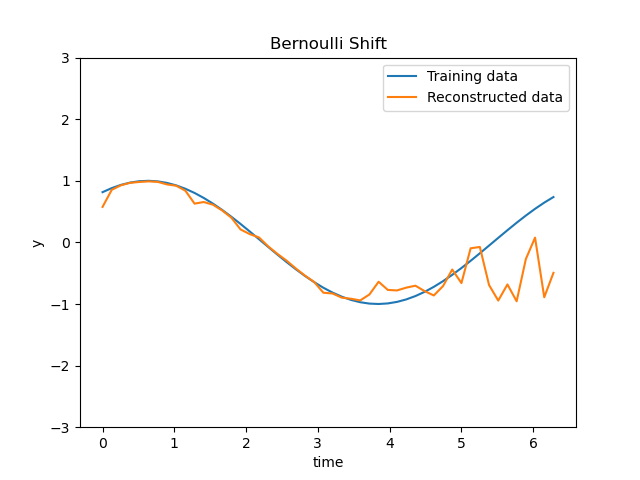 Bernoulli Shift
Training data
Reconstructed data
3
2
1
0
−1
−2
−3
y
0 1 2 3 4 5 6
time